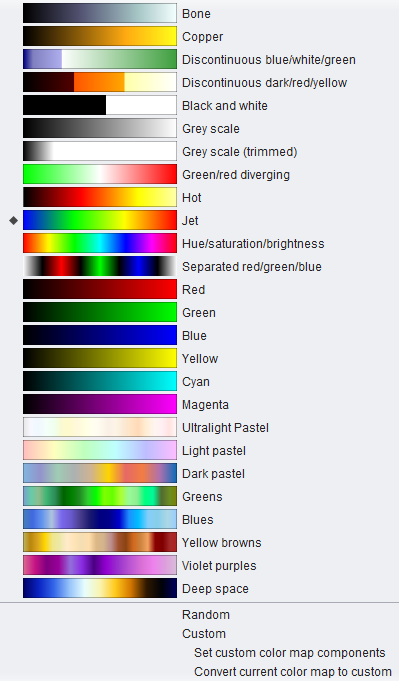 Bone
Copper
Discontinuous blue/white/green
Discontinuous dark/red/yellow
Black and white
Grey scale
Grey scale (trimmed)
Green/red diverging
Hot
Jet
Hue/saturation/brightness
Separated red/green/blue
Red
Green
Blue
Yellow
Cyan
Magenta
Ultralight Pastel
Light pastel
Dark pastel
Greens
Blues
Yellow browns
Violet purples
Deep space
Random
Custom
Set custom color map components
Convert current color map to custom